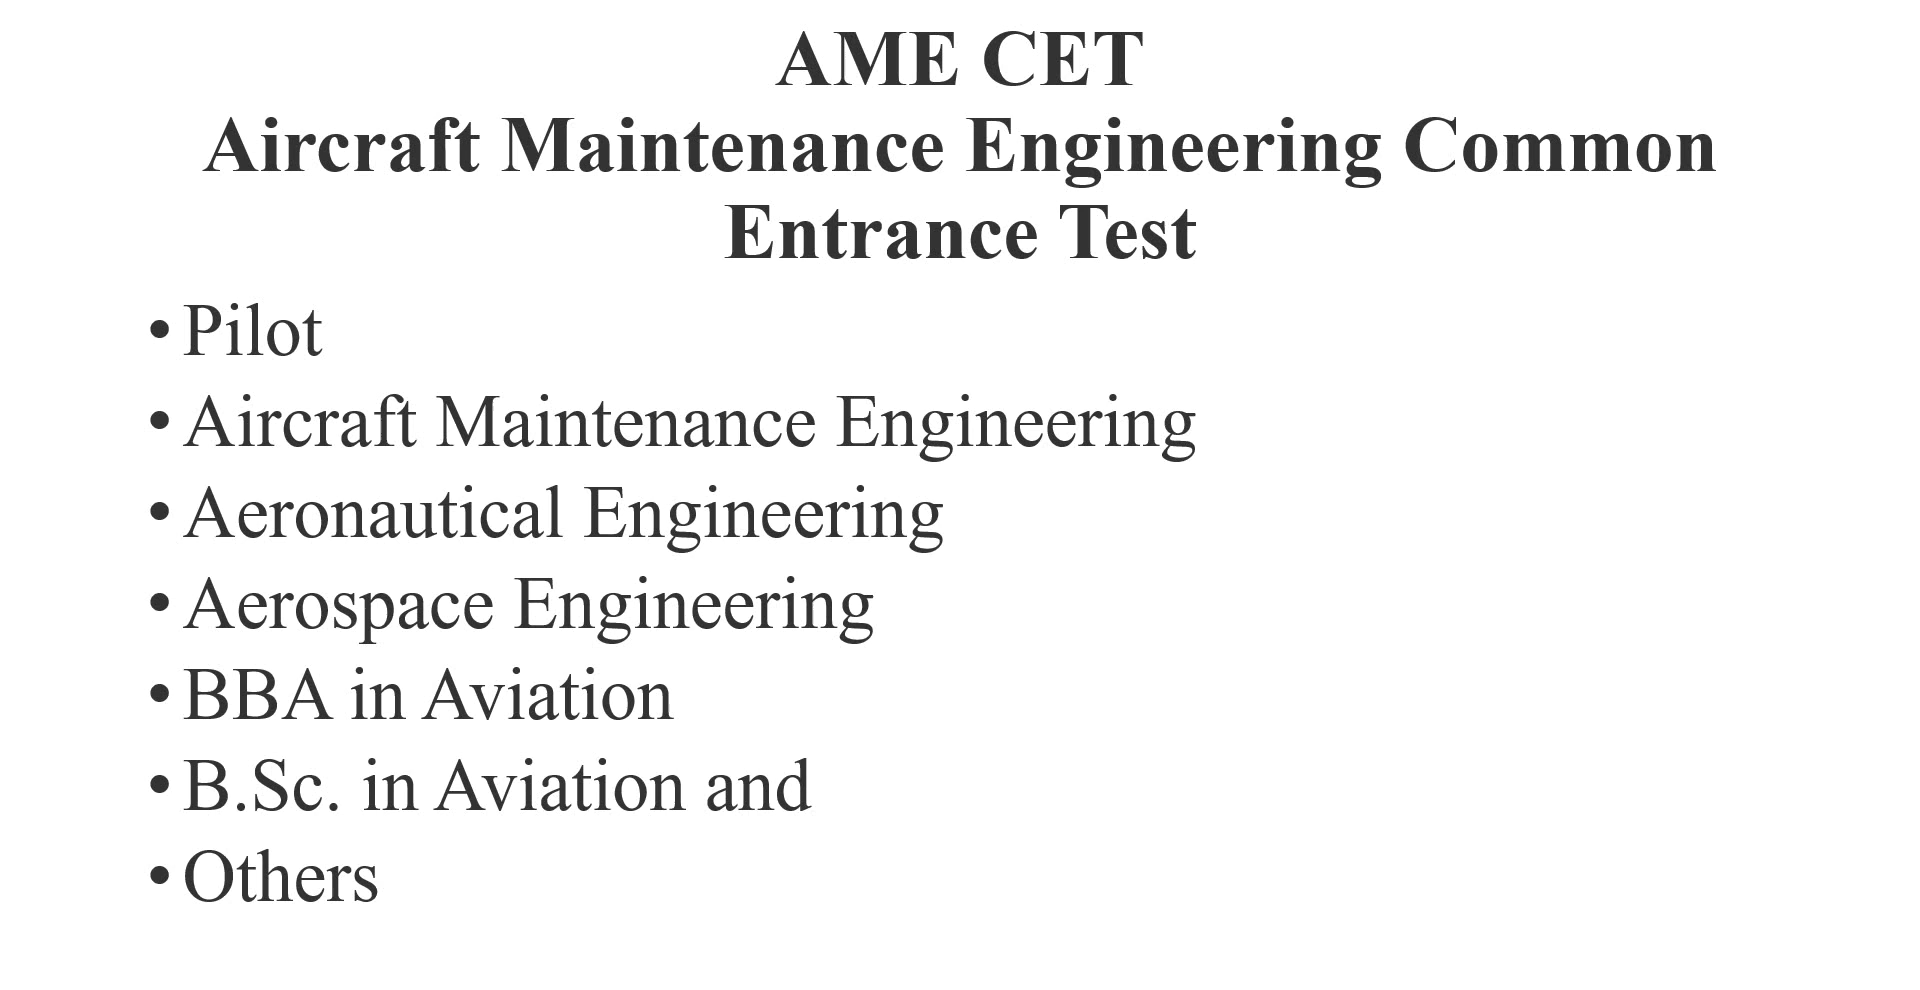 AME CET
Aircraft Maintenance Engineering Common
Entrance Test
• Pilot
• Aircraft Maintenance Engineering
• Aeronautical Engineering
• Aerospace Engineering
• BBA in Aviation
• B.Sc. in Aviation and
• Others